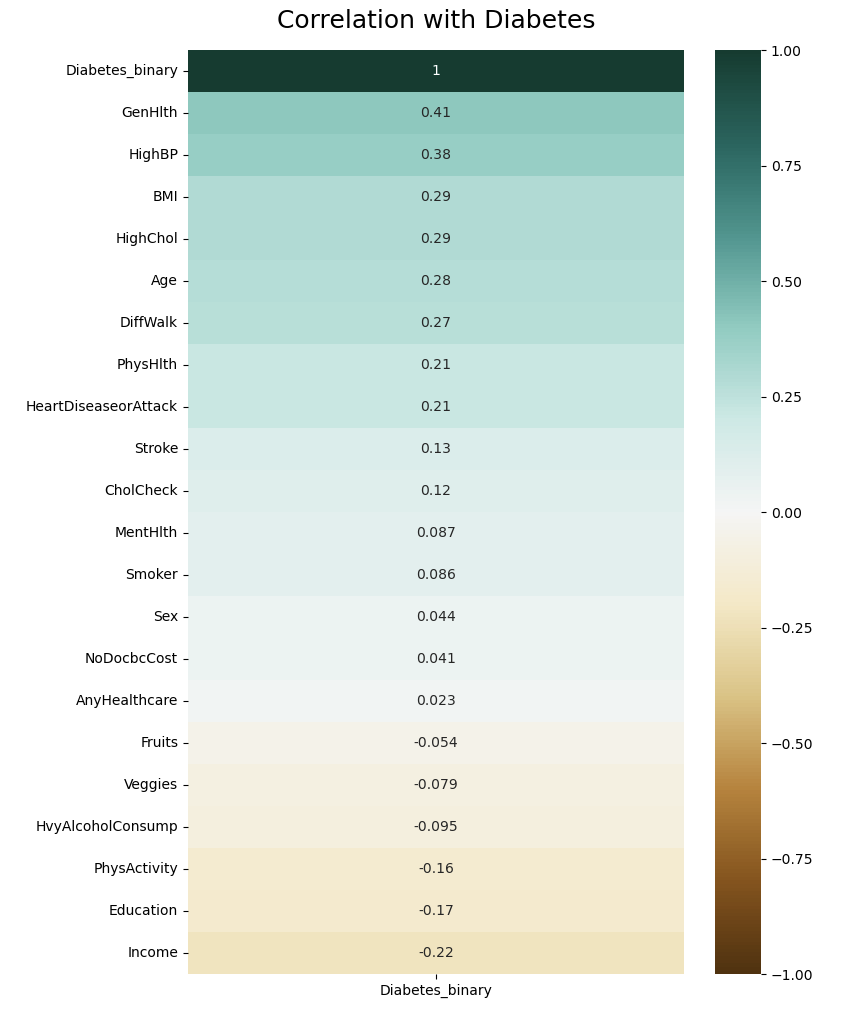 Correlation with Diabetes
Diabetes_binary 1
GenHlth 0.41
HighBP 0.38
BMI 0.29
HighChol 0.29
Age 0.28
DiffWalk 0.27
PhysHlth 0.21
HeartDiseaseorAttack 0.21
Stroke 0.13
CholCheck 0.12
MentHlth 0.087
Smoker 0.086
Sex 0.044
NoDocbcCost 0.041
AnyHealthcare 0.023
Fruits -0.054
Veggies -0.079
HvyAlcoholConsump -0.095
PhysActivity -0.16
Education -0.17
Income -0.22
Diabetes_binary
1.00
0.75
0.50
0.25
0.00
−0.25
−0.50
−0.75
−1.00